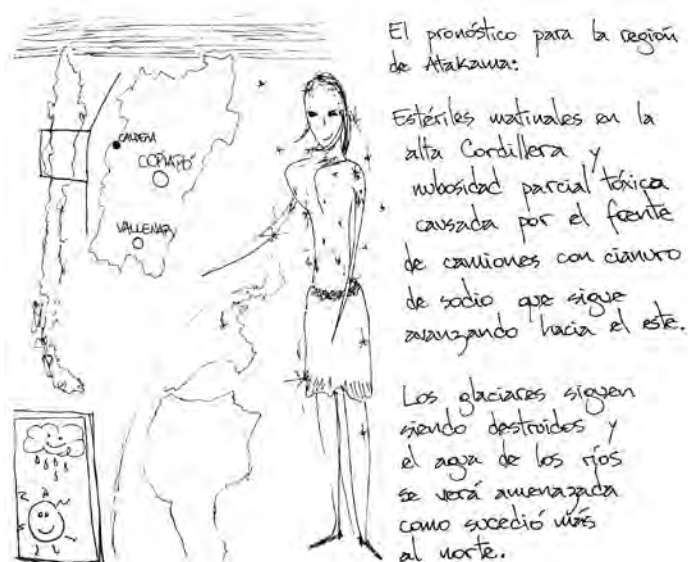 CALDERA
COPIAPÓ
VALLENAR
El pronóstico para la región
de Atakama:
Estériles matinales en la
alta Cordillera y
nubosidad parcial tóxica
causada por el frente
de camiones con cianuro
de sodio que sigue
avanzando hacia el este.
Los glaciares siguen
siendo destroidos y
el agua de los ríos
se verá amenazada
como sucedió más
al norte.